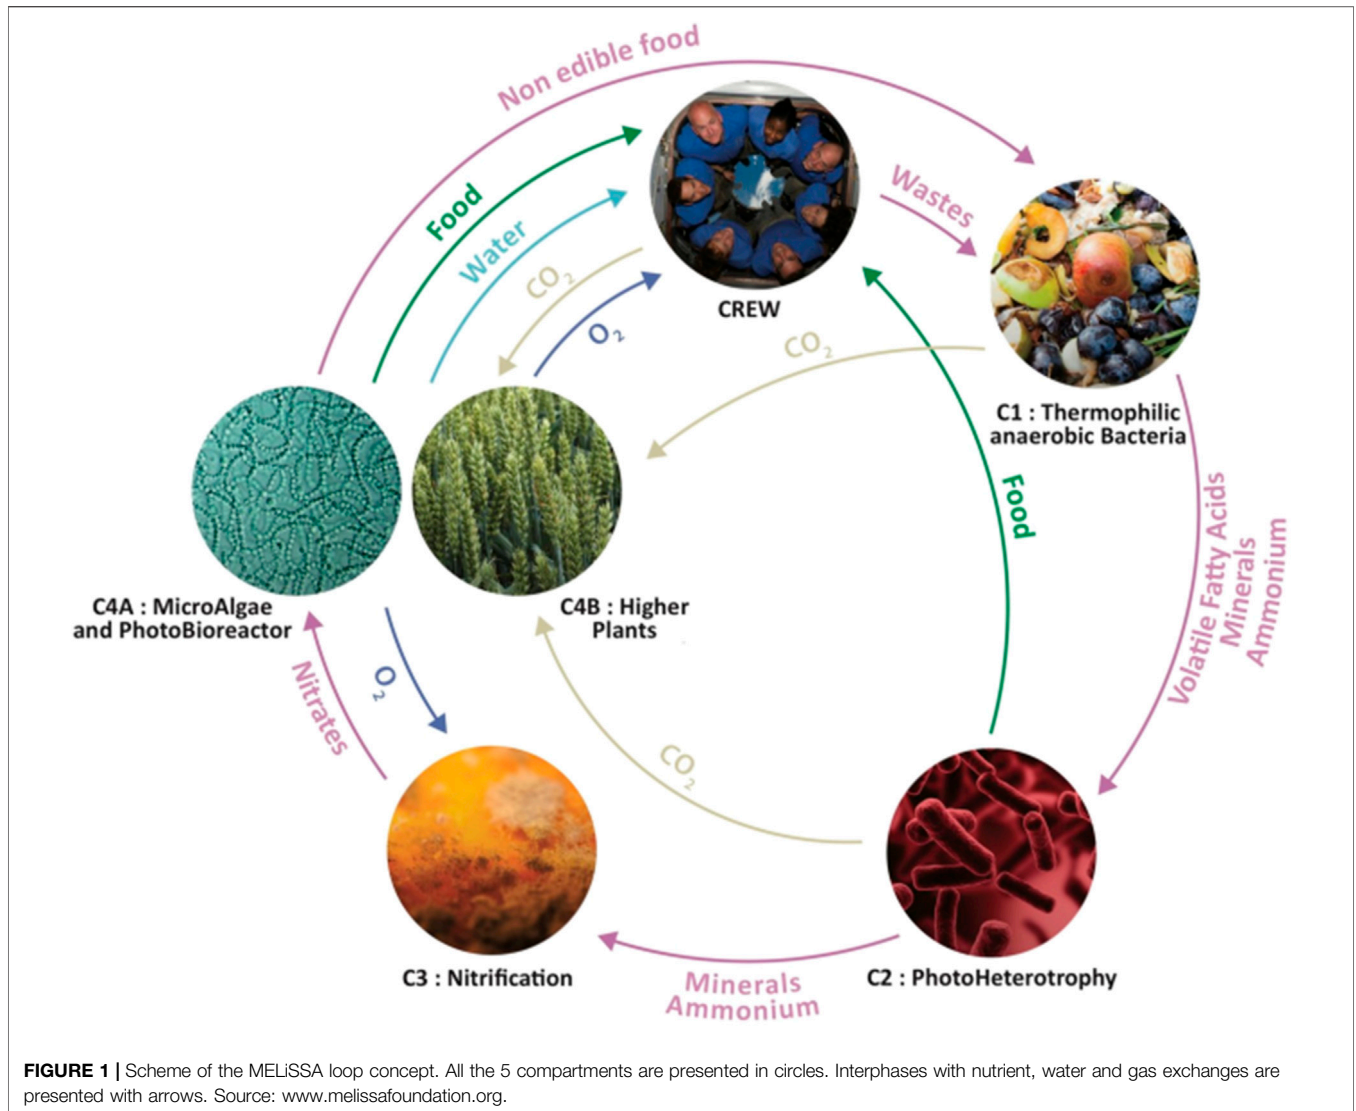 Non edible food
Food
Water
CO2
O2
CREW
Wastes
CO2
C1 : Thermophilic
anaerobic Bacteria
Food
Volatile Fatty Acids
Minerals
Ammonium
C4A : MicroAlgae
and PhotoBioreactor
C4B : Higher
Plants
Nitrates
O2
CO2
C3 : Nitrification
Minerals
Ammonium
C2 : PhotoHeterotrophy
FIGURE 1 | Scheme of the MELiSSA loop concept. All the 5 compartments are presented in circles. Interphases with nutrient, water and gas exchanges are
presented with arrows. Source: www.melissafoundation.org.